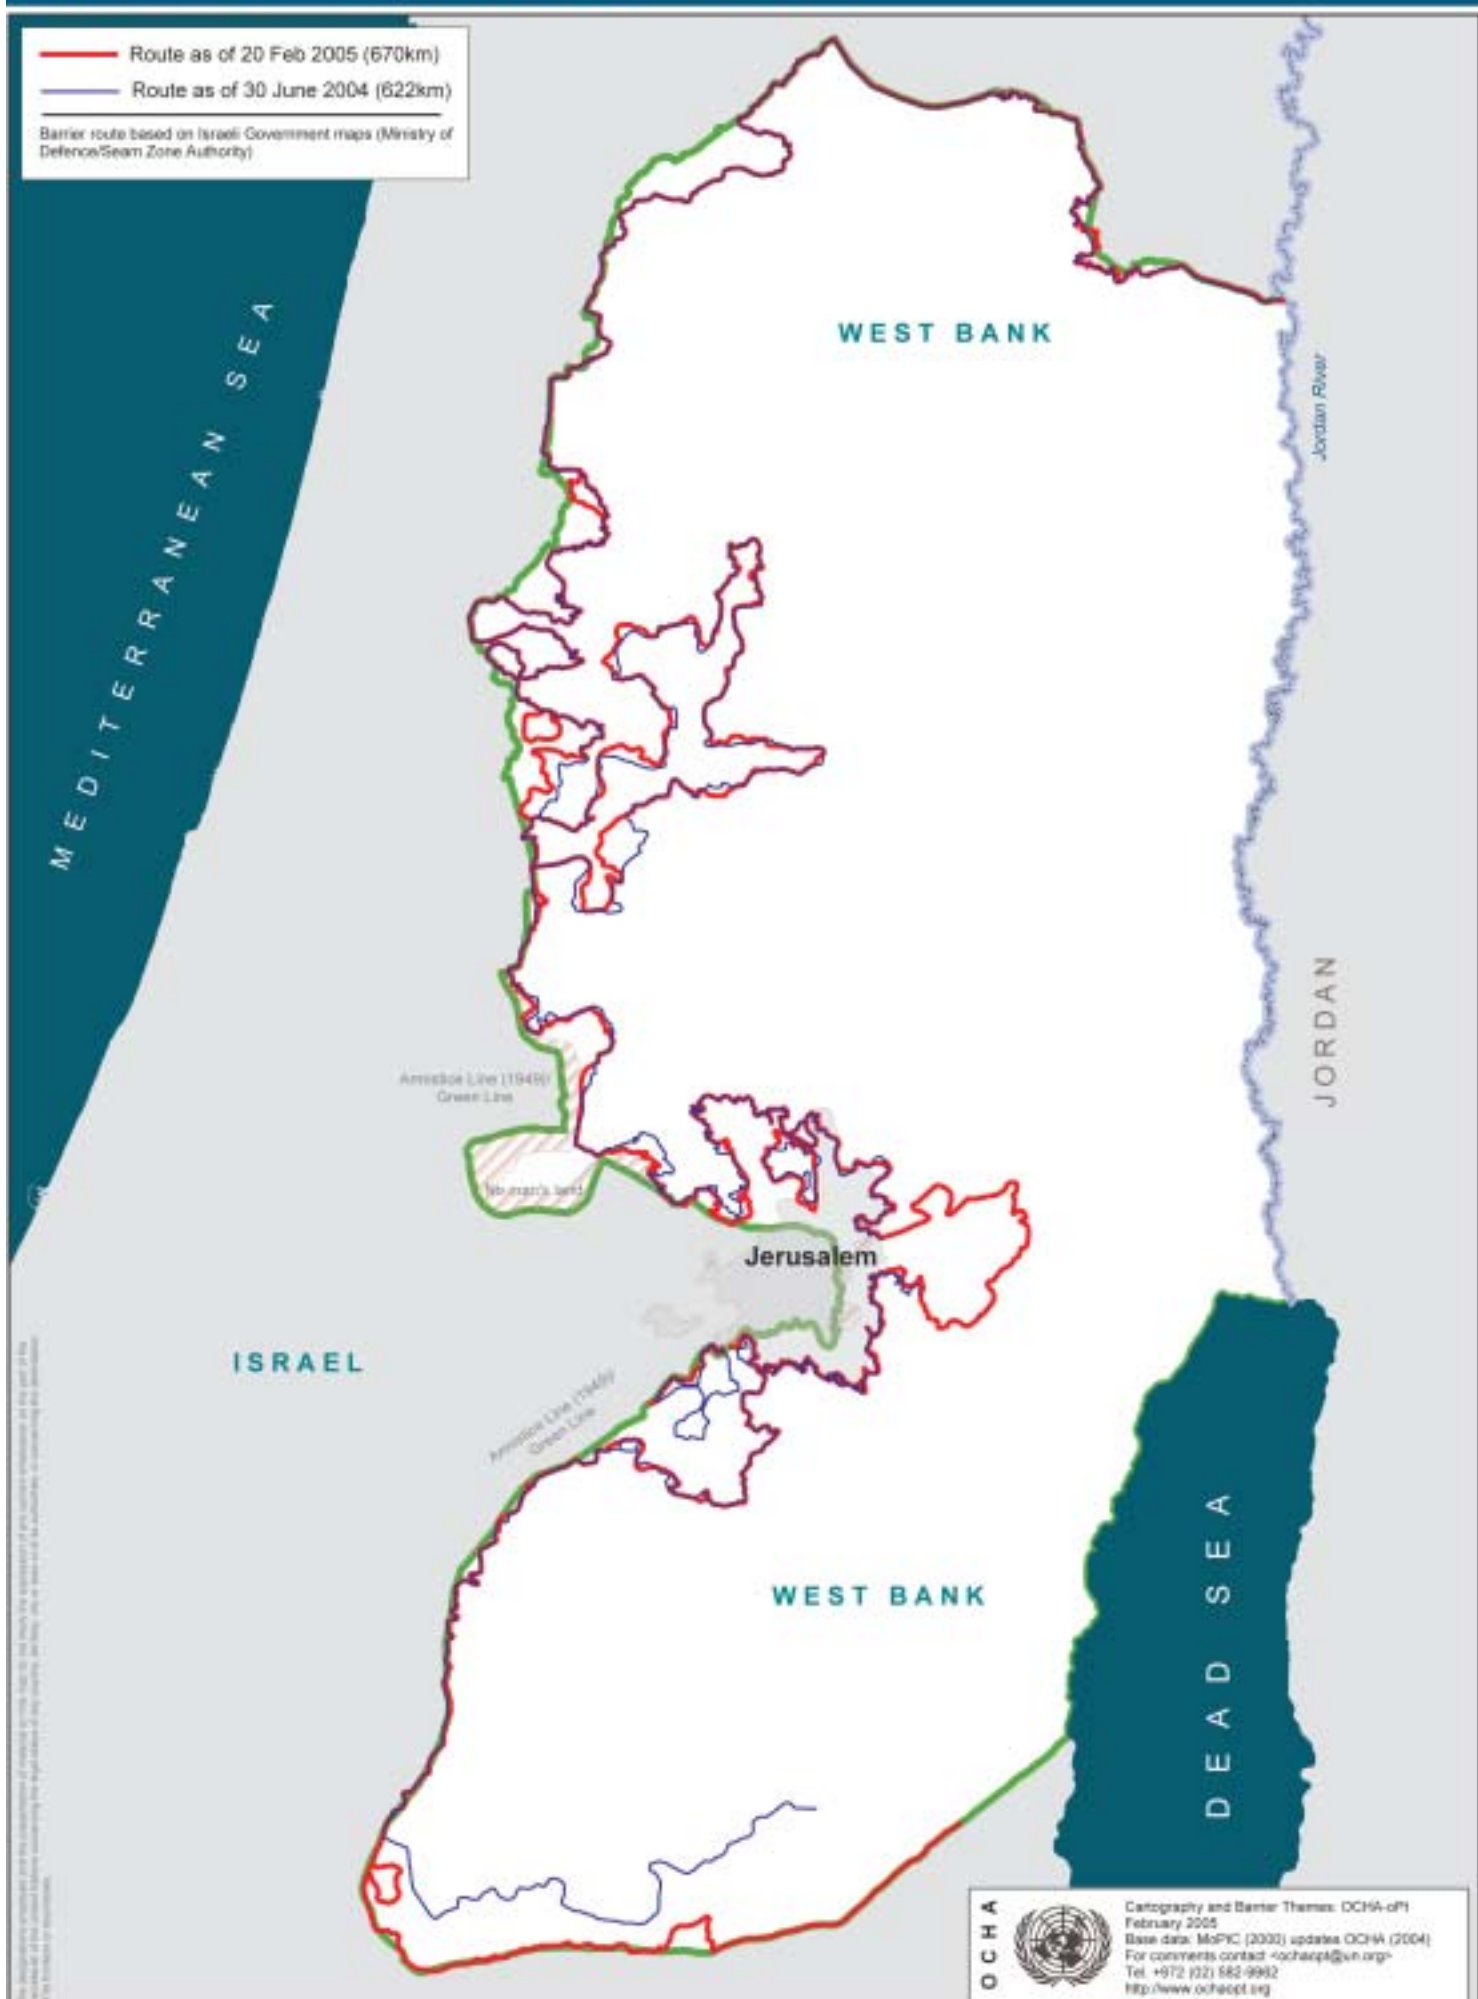 Route as of 20 Feb 2005 (670km)
Route as of 30 June 2004 (622km)
Barrier route based on Israeli Government maps (Ministry of
Defence/Seam Zone Authority)
MEDITERRANEAN SEA
WEST BANK
Jordan River
JORDAN
Armistice Line (1949)/
Green Line
No man's land
Jerusalem
ISRAEL
Armistice Line (1949)/
Green Line
WEST BANK
DEAD SEA
OCHA
Cartography and Barrier Themes: OCHA-oPt
February 2005
Base data: MoPIC (2000) updates OCHA (2004)
For comments contact <ochaopt@un.org>
Tel. +972 (02) 582-9962
http://www.ochaopt.org